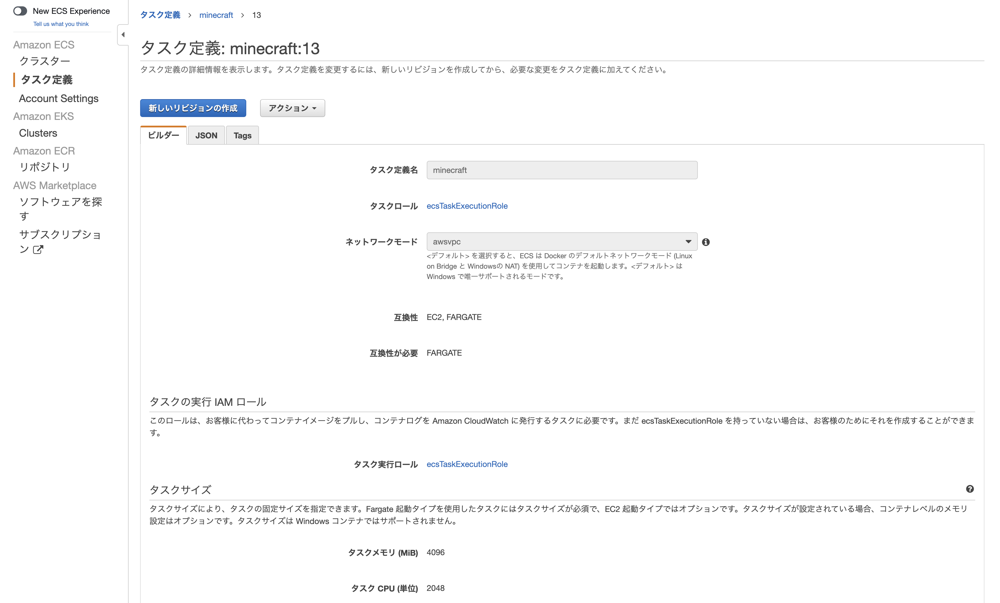 New ECS Experience
Tell us what you think
Amazon ECS
クラスター
タスク定義
Account Settings
Amazon EKS
Clusters
Amazon ECR
リポジトリ
AWS Marketplace
ソフトウェアを探
す
サブスクリプショ
ン
タスク定義 > minecraft > 13
タスク定義: minecraft:13
タスク定義の詳細情報を表示します。タスク定義を変更するには、新しいリビジョンを作成してから、必要な変更をタスク定義に加えてください。
新しいリビジョンの作成 アクション
ビルダー JSON Tags
タスク定義名 minecraft
タスクロール ecsTaskExecutionRole
ネットワークモード awsvpc
<デフォルト> を選択すると、ECS は Docker のデフォルトネットワークモード (Linux
on Bridge と Windowsの NAT) を使用してコンテナを起動します。<デフォルト> は
Windows で唯一サポートされるモードです。
互換性 EC2, FARGATE
互換性が必要 FARGATE
タスクの実行 IAM ロール
このロールは、お客様に代わってコンテナイメージをプルし、コンテナログを Amazon CloudWatch に発行するタスクに必要です。まだ ecsTaskExecutionRole を持っていない場合は、お客様のためにそれを作成することができま
す。
タスク実行ロール ecsTaskExecutionRole
タスクサイズ
タスクサイズにより、タスクの固定サイズを指定できます。Fargate 起動タイプを使用したタスクにはタスクサイズが必須で、EC2 起動タイプではオプションです。タスクサイズが設定されている場合、コンテナレベルのメモリ
設定はオプションです。タスクサイズは Windows コンテナではサポートされません。
タスクメモリ (MiB) 4096
タスク CPU (単位) 2048